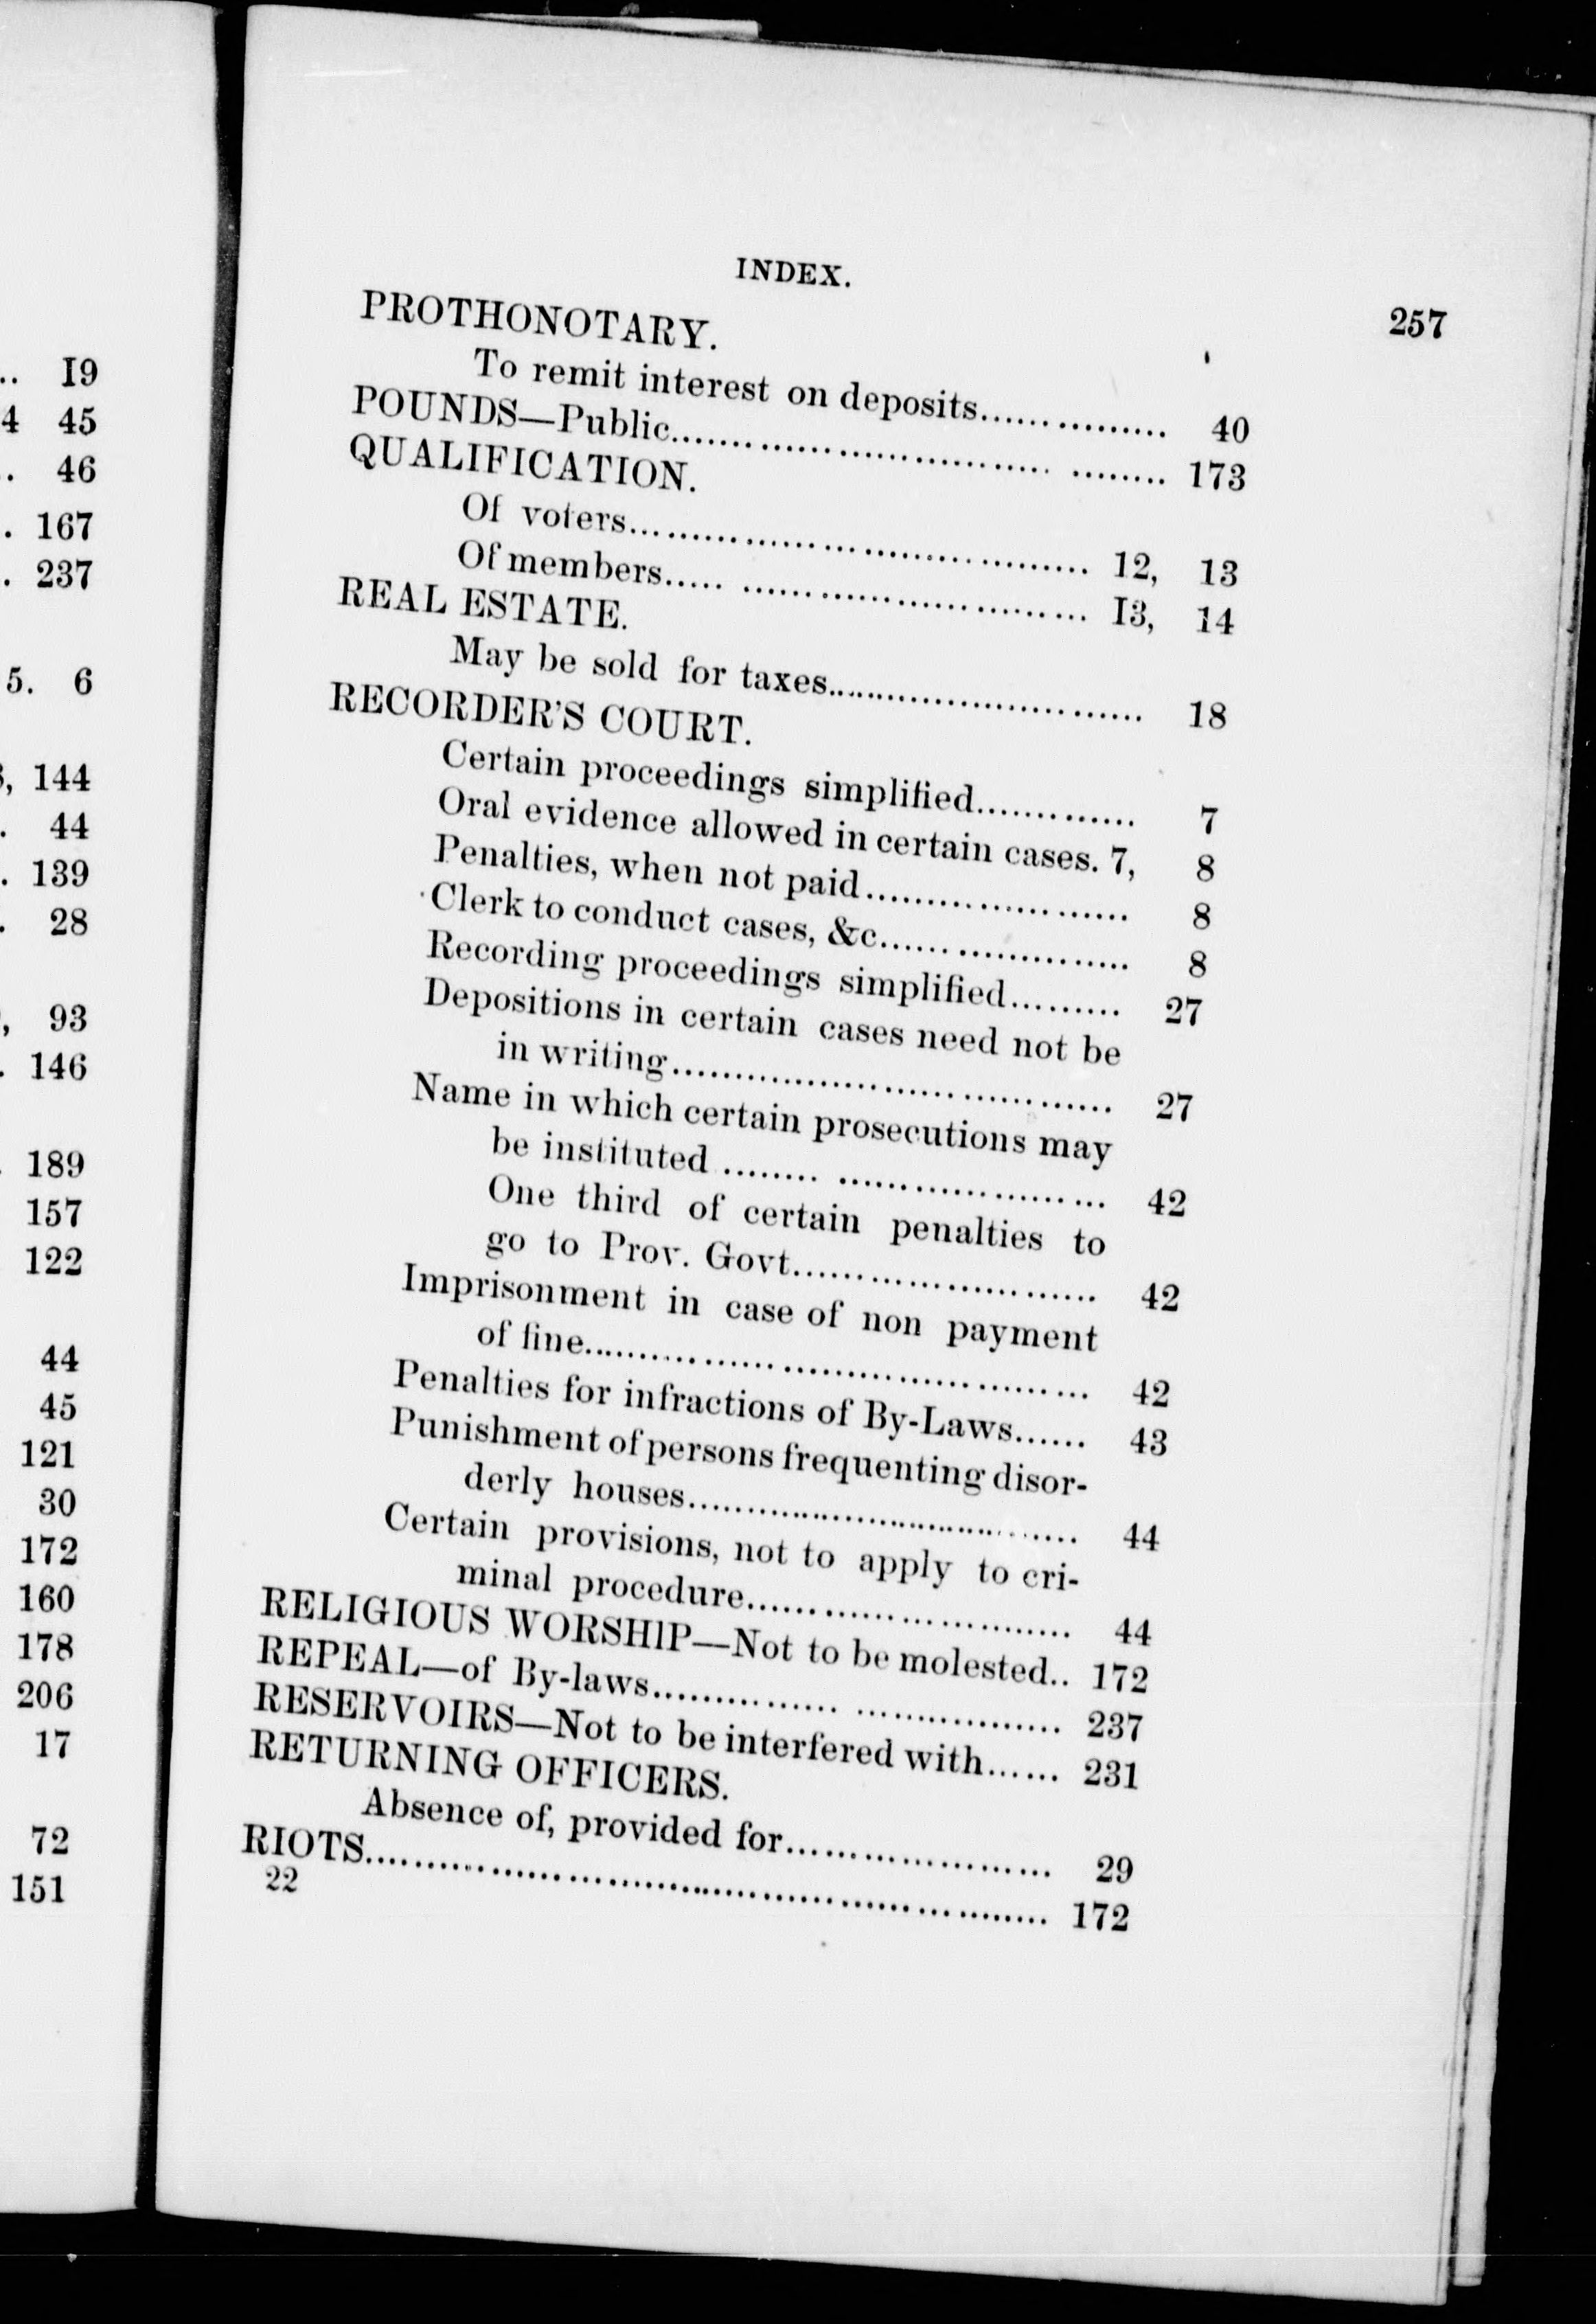 .. I9
4 45
. 46
. 167
. 237
5. 6
, 144
. 44
. 139
. 28
, 93
. 146
. 189
157
122
44
45
121
30
172
160
178
206
17
72
151
INDEX. 257
PROTHONOTARY.
To remit interest on deposits............... 40
POUNDS—Public...................................... ........ 173
QUALIFICATION.
Of voters..................................... 12, 13
Of members..... ........................... I3, 14
REAL ESTATE.
May be sold for taxes......................... 18
RECORDER'S COURT.
Certain proceedings simplified............. 7
Oral evidence allowed in certain cases. 7, 8
Penalties, when not paid..................... 8
Clerk to conduct cases, &c.................... 8
Recording proceedings simplified......... 27
Depositions in certain cases need not be
in writing.................................... 27
Name in which certain prosecutions may
be instituted ........ ..................... 42
One third of certain penalties to
go to Prov. Govt........................ 42
Imprisonment in case of non payment
of fine........................................ 42
Penalties for infractions of By-Laws...... 43
Punishment of persons frequenting disor-
derly houses............................... 44
Certain provisions, not to apply to cri-
minal procedure.......................... 44
RELIGIOUS WORSHIP—Not to be molested.. 172
REPEAL—of By-laws............... ................ 237
RESERVOIRS—Not to be interfered with...... 231
RETURNING OFFICERS.
Absence of, provided for..................... 29
RIOTS....................................................... 172
22